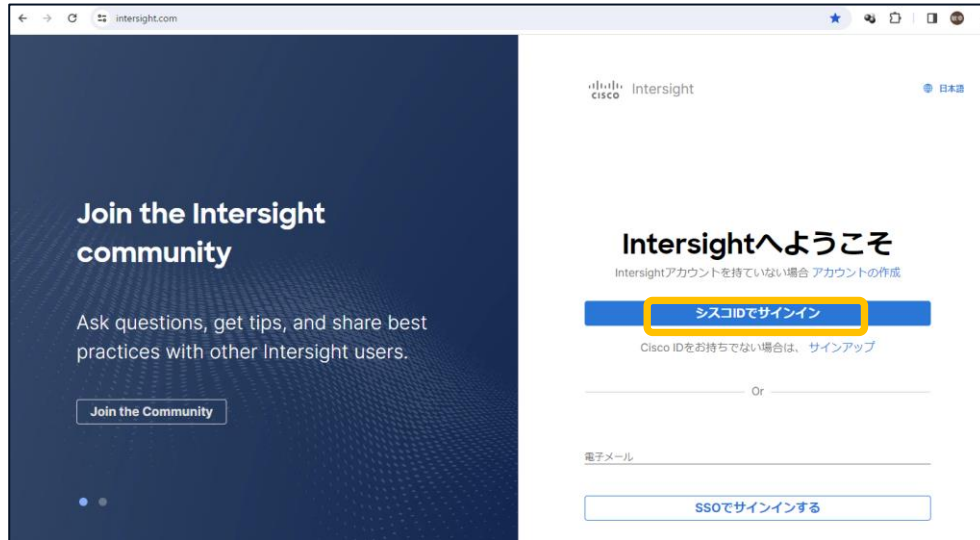 intersight.com
Join the Intersight
community
Ask questions, get tips, and share best
practices with other Intersight users.
Join the Community
CISCO Intersight
日本語
Intersightへようこそ
Intersightアカウントを持ていない場合 アカウントの作成
シスコIDでサインイン
Cisco IDをお持ちでない場合は、 サインアップ
Or
電子メール
SSOでサインインする